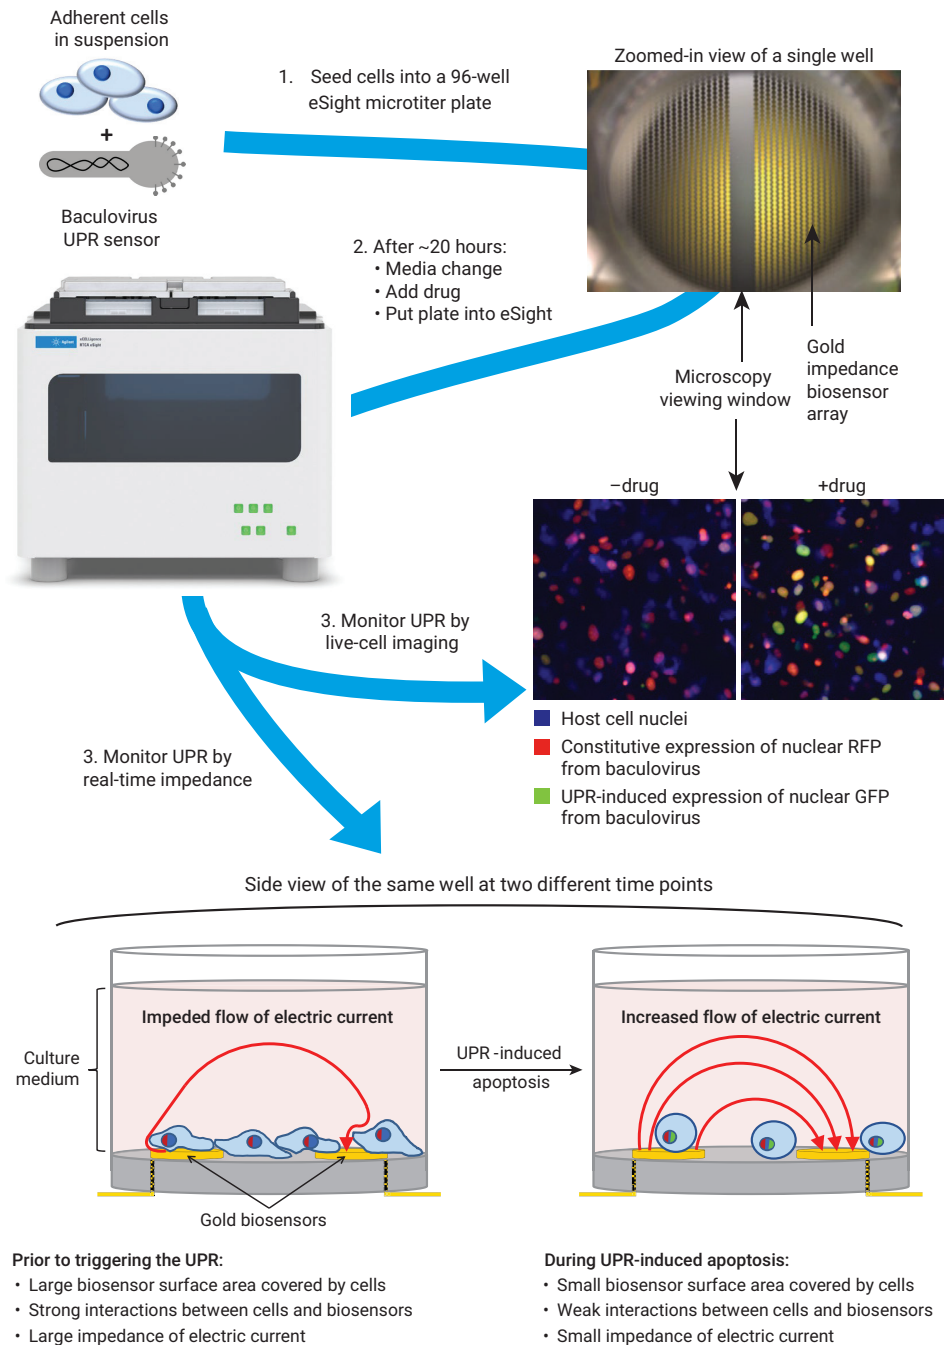 Adherent cells
in suspension
+
Baculovirus
UPR sensor
1. Seed cells into a 96-well
eSight microtiter plate
Zoomed-in view of a single well
2. After ~20 hours:
• Media change
• Add drug
• Put plate into eSight
Microscopy
viewing window
Gold
impedance
biosensor
array
Agilent
xCELLigence
RTCA eSight
–drug
+drug
3. Monitor UPR by
live-cell imaging
Host cell nuclei
Constitutive expression of nuclear RFP
from baculovirus
UPR-induced expression of nuclear GFP
from baculovirus
3. Monitor UPR by
real-time impedance
Side view of the same well at two different time points
Culture
medium
Impeded flow of electric current
UPR-induced
apoptosis
Increased flow of electric current
Gold biosensors
Prior to triggering the UPR:
• Large biosensor surface area covered by cells
• Strong interactions between cells and biosensors
• Large impedance of electric current
During UPR-induced apoptosis:
• Small biosensor surface area covered by cells
• Weak interactions between cells and biosensors
• Small impedance of electric current